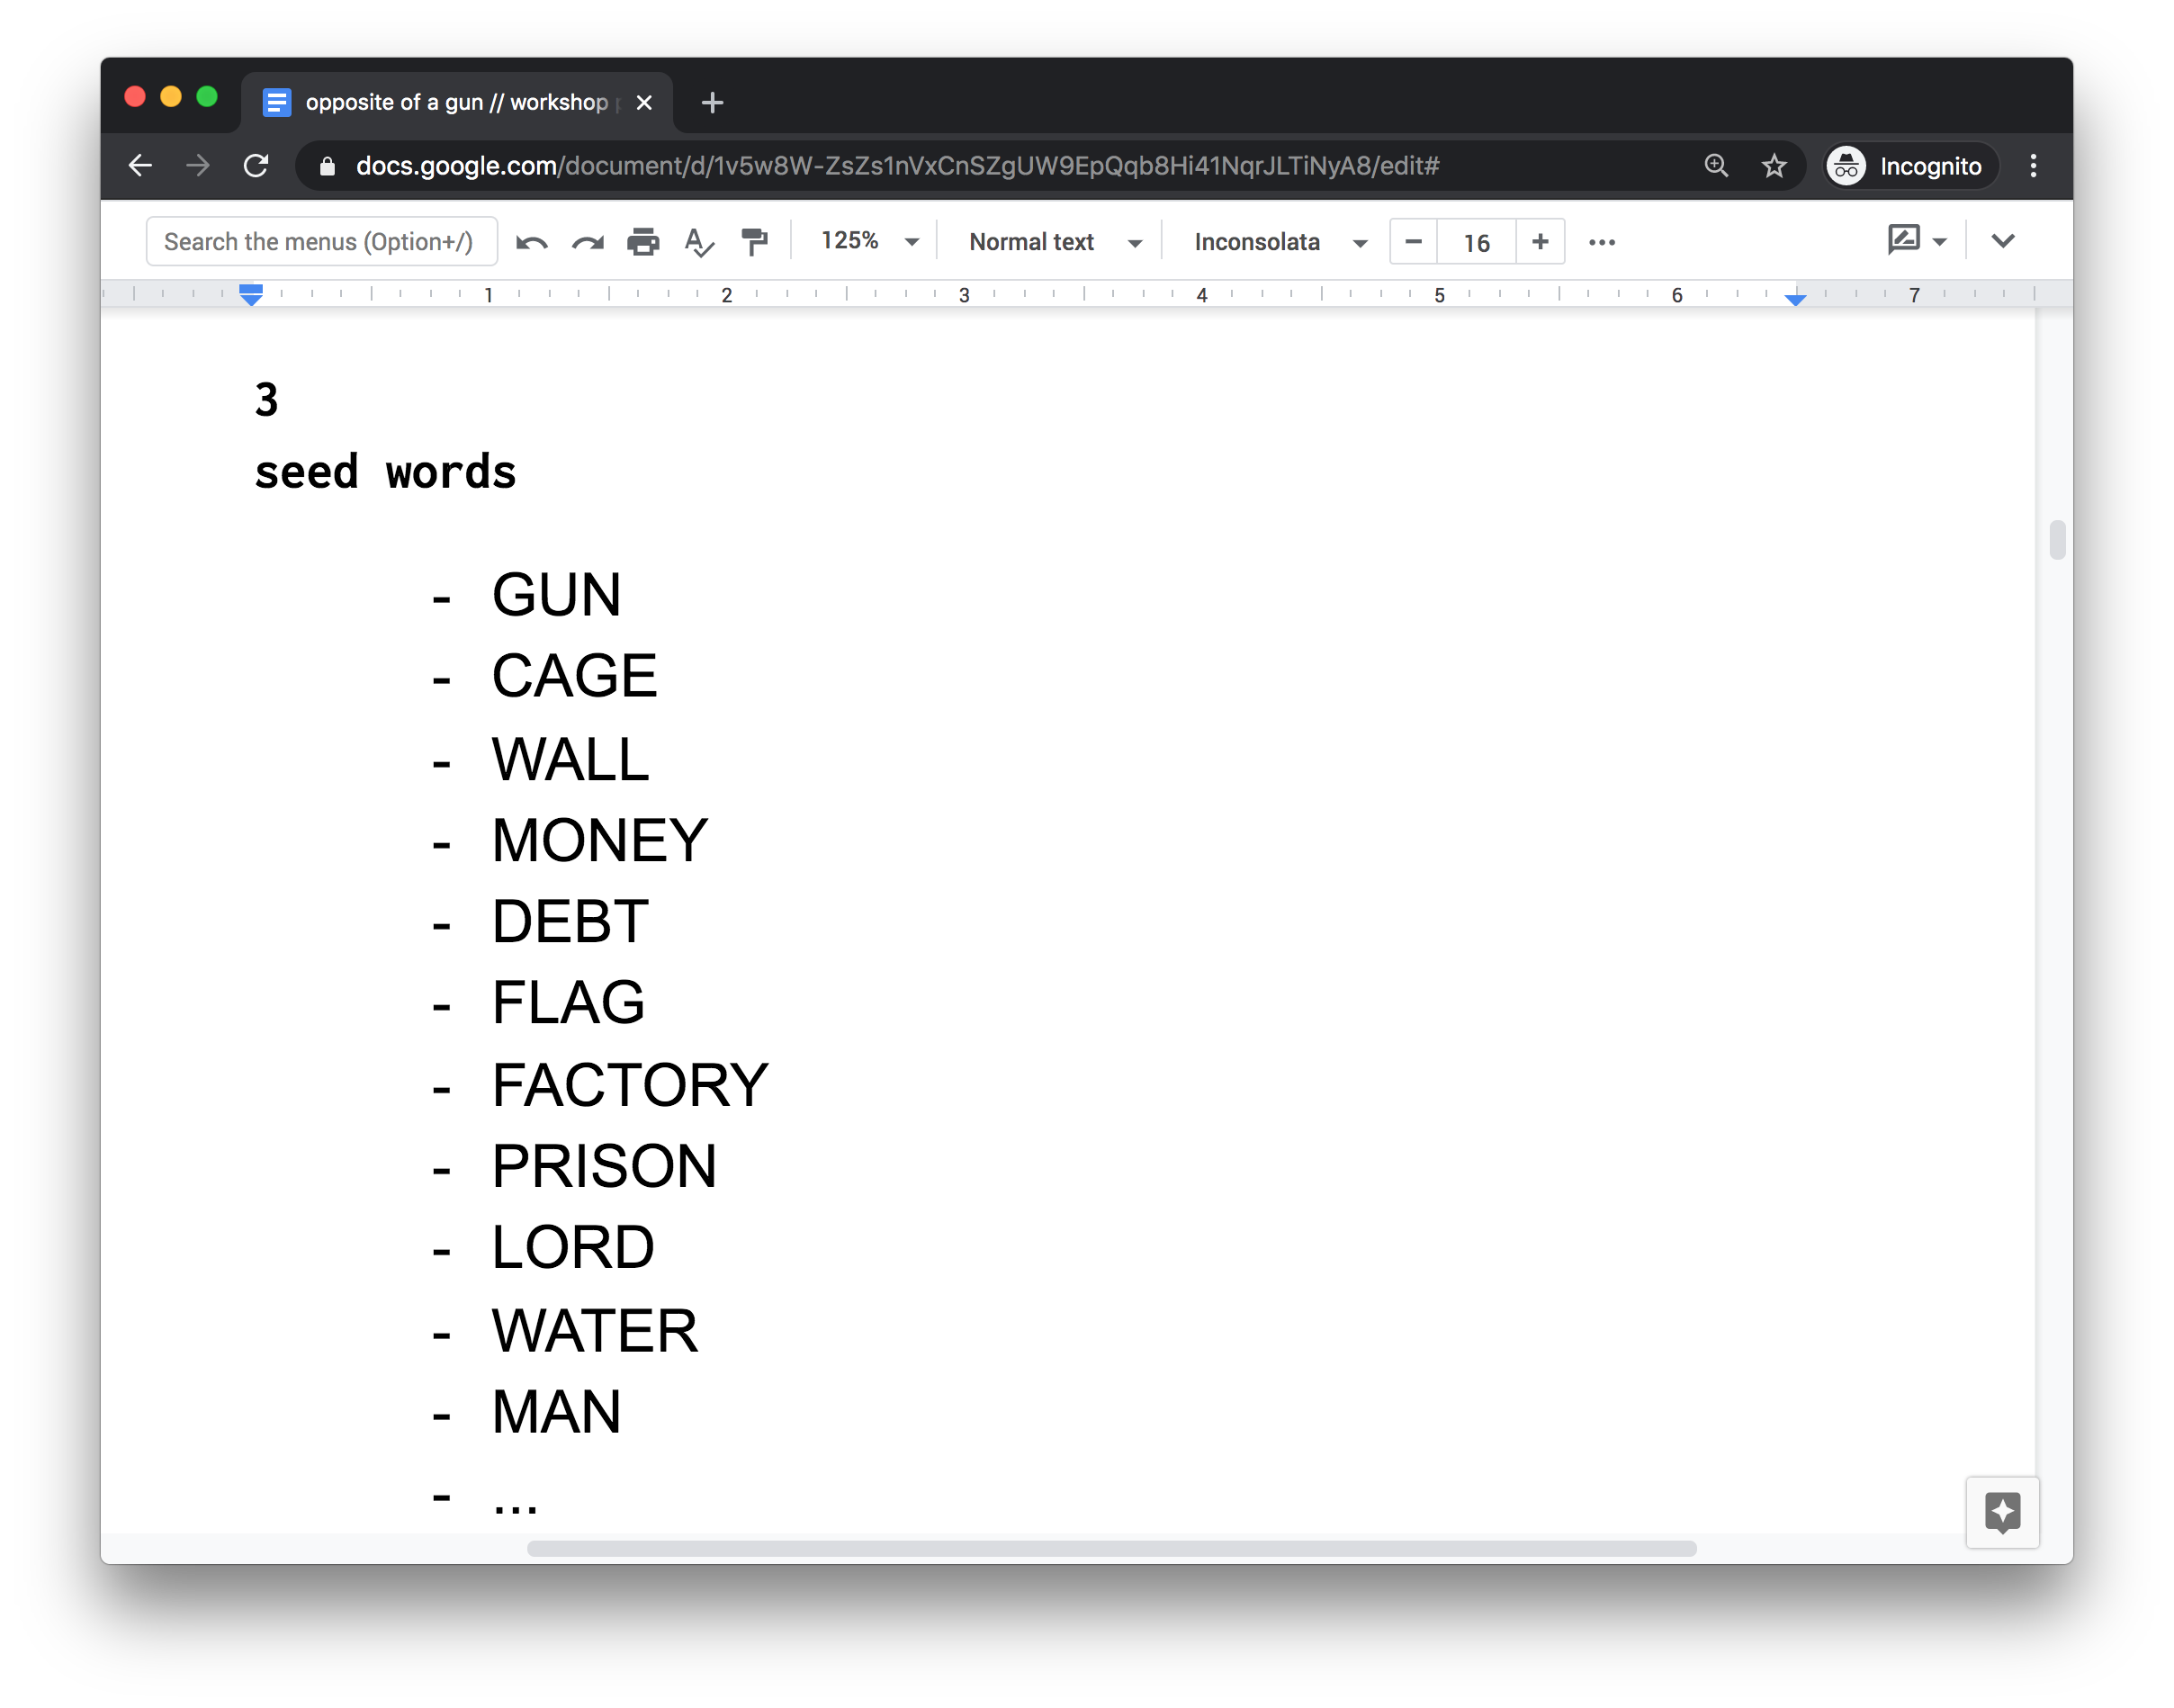 opposite of a gun // workshop
docs.google.com/document/d/1v5w8W-ZsZs1nVxCnSZgUW9EpQqb8Hi41NqrJLTiNyA8/edit#
Incognito
Search the menus (Option+/) 125% Normal text Inconsolata - 16 + ...
1 2 3 4 5 6 7
3
seed words
- GUN
- CAGE
- WALL
- MONEY
- DEBT
- FLAG
- FACTORY
- PRISON
- LORD
- WATER
- MAN
- ...